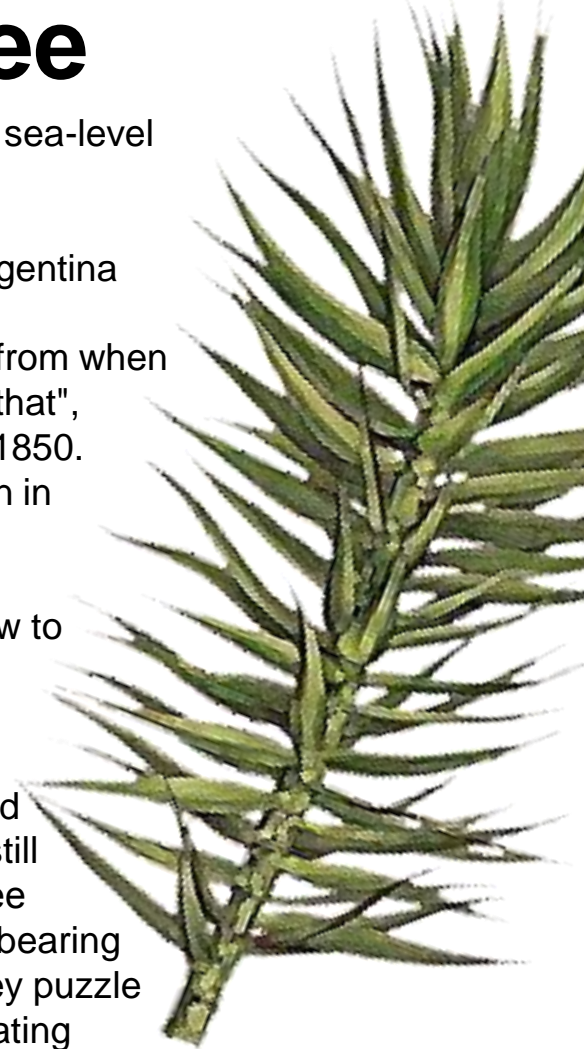 ee
sea-level
gentina
from when
that",
1850.
n in
w to
d
still
ee
bearing
ey puzzle
ating